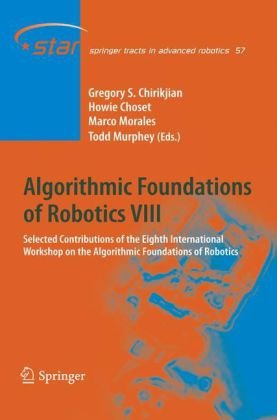 star
springer tracts in advanced robotics 57
Gregory S. Chirikjian
Howie Choset
Marco Morales
Todd Murphey (Eds.)
Algorithmic Foundations
of Robotics VIII
Selected Contributions of the Eighth International
Workshop on the Algorithmic Foundations of Robotics
Springer